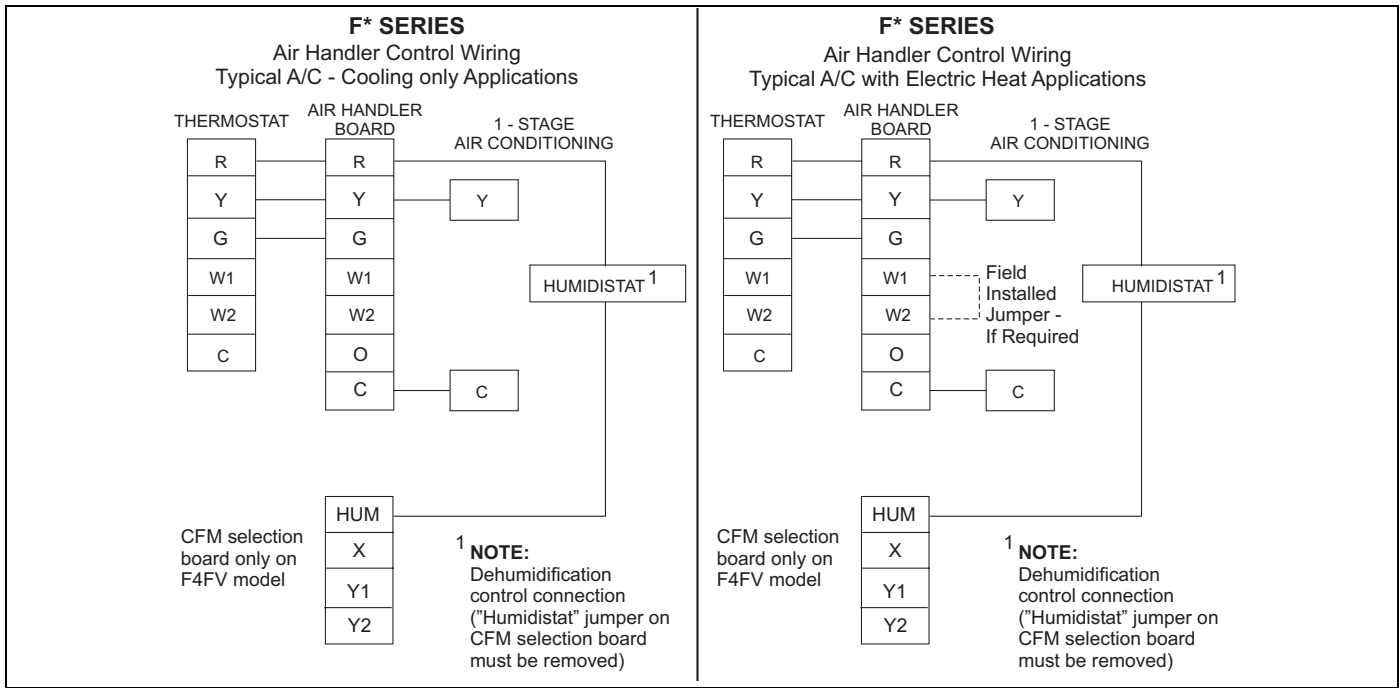 F* SERIES
Air Handler Control Wiring
Typical A/C - Cooling only Applications
THERMOSTAT
AIR HANDLER
BOARD
1 - STAGE
AIR CONDITIONING
R
Y
G
W1
W2
C
R
Y
G
W1
W2
O
C
Y
C
HUMIDISTAT 1
CFM selection
board only on
F4FV model
HUM
X
Y1
Y2
1 NOTE:
Dehumidification
control connection
("Humidistat" jumper on
CFM selection board
must be removed)
F* SERIES
Air Handler Control Wiring
Typical A/C with Electric Heat Applications
THERMOSTAT
AIR HANDLER
BOARD
1 - STAGE
AIR CONDITIONING
R
Y
G
W1
W2
C
R
Y
G
W1
W2
O
C
Y
C
Field
Installed
Jumper -
If Required
HUMIDISTAT 1
CFM selection
board only on
F4FV model
HUM
X
Y1
Y2
1 NOTE:
Dehumidification
control connection
("Humidistat" jumper on
CFM selection board
must be removed)